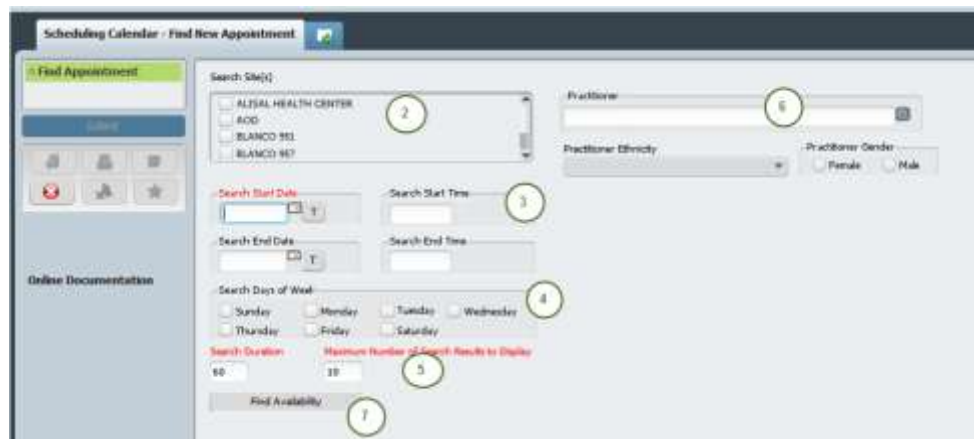 Scheduling Calendar - Find New Appointment
Find Appointment
Submit
Online Documentation
Search Site(s)
ALISAL HEALTH CENTER
AOD
BLANCO 951
BLANCO 967
2
Practitioner
6
Practitioner Ethnicity
Practitioner Gender
Female Male
Search Start Date
Search Start Time
T
3
Search End Date
Search End Time
T
Search Days of Week
4
Sunday Monday Tuesday Wednesday
Thursday Friday Saturday
Search Duration
Maximum Number of Search Results to Display
60
10
5
Find Availability
7